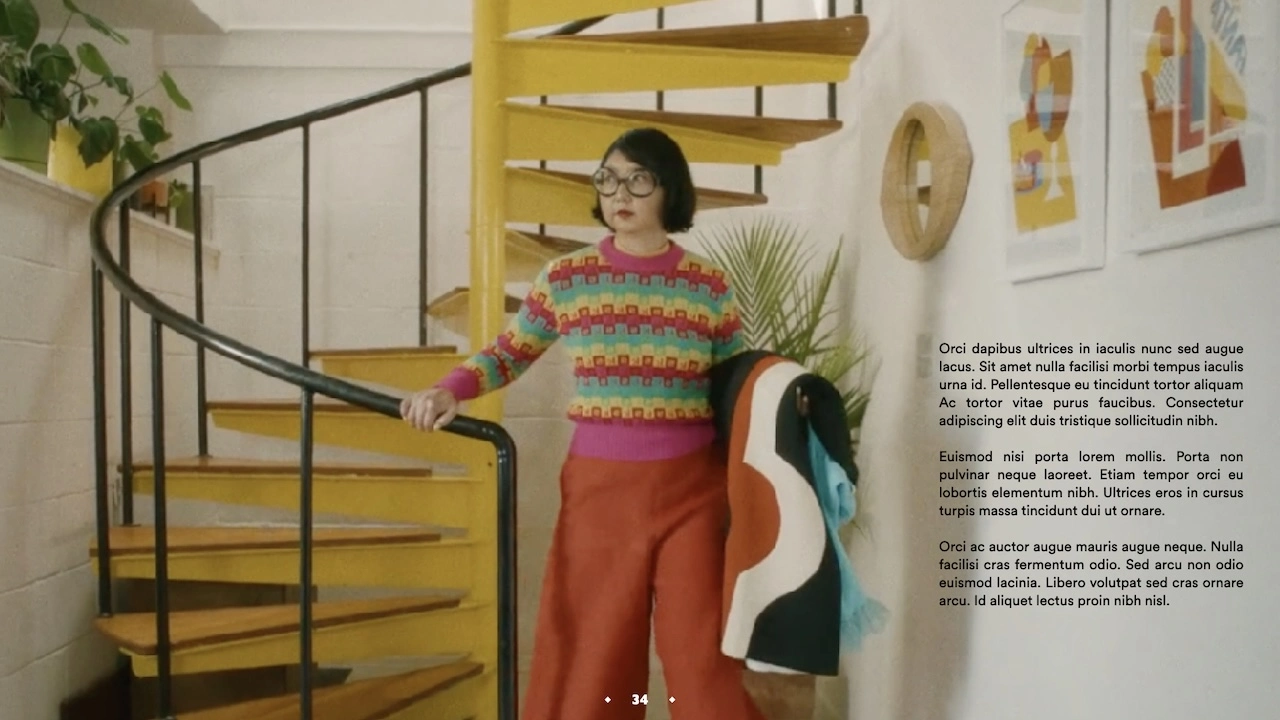 Orci dapibus ultrices in iaculis nunc sed augue
lacus. Sit amet nulla facilisi morbi tempus iaculis
urna id. Pellentesque eu tincidunt tortor aliquam
Ac tortor vitae purus faucibus. Consectetur
adipiscing elit duis tristique sollicitudin nibh.
Euismod nisi porta lorem mollis. Porta non
pulvinar neque laoreet. Etiam tempor orci eu
lobortis elementum nibh. Ultrices eros in cursus
turpis massa tincidunt dui ut ornare.
Orci ac auctor augue mauris augue neque. Nulla
facilisi cras fermentum odio. Sed arcu non odio
euismod lacinia. Libero volutpat sed cras ornare
arcu. Id aliquet lectus proin nibh nisl.
34